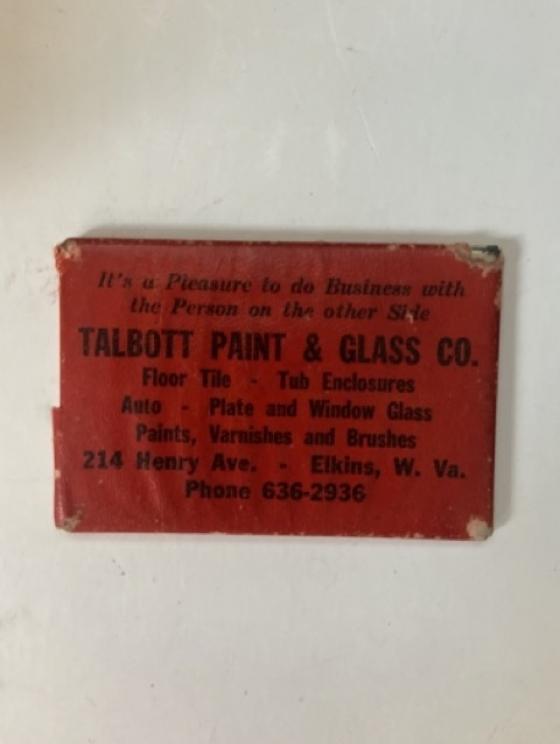 It's a Pleasure to do Business with
the Person on the other Side
TALBOTT PAINT & GLASS CO.
Floor Tile - Tub Enclosures
Auto - Plate and Window Glass
Paints, Varnishes and Brushes
214 Henry Ave. - Elkins, W. Va.
Phone 636-2936